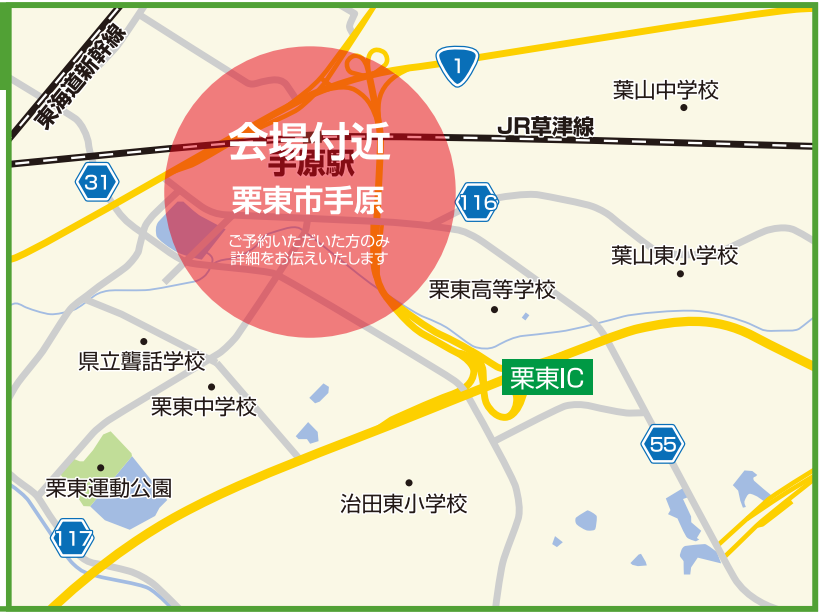 東海道新幹線
1
葉山中学校
JR草津線
会場付近
手原駅
31
栗東市手原
116
ご予約いただいた方のみ
詳細をお伝えいたします
葉山東小学校
栗東高等学校
県立聾話学校
栗東IC
栗東中学校
55
栗東運動公園
治田東小学校
117